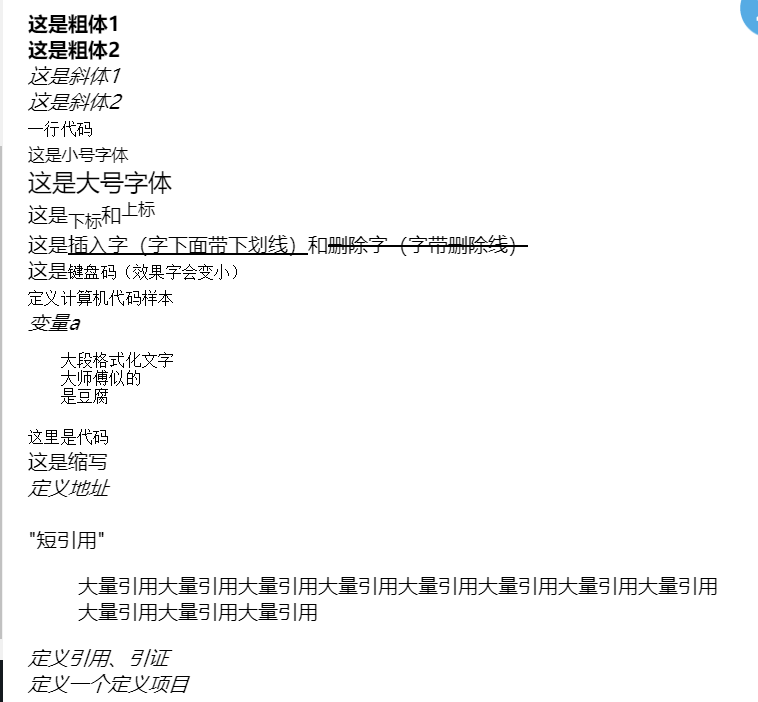 这是粗体1
这是粗体2
这是斜体1
这是斜体2
一行代码
这是小号字体
这是大号字体
这是下标和上标
这是插入字（字下面带下划线）和删除字（字带删除线）
这是键盘码（效果字会变小）
定义计算机代码样本
变量a
大段格式化文字
大师傅似的
是豆腐
这里是代码
这是缩写
定义地址
"短引用"
大量引用大量引用大量引用大量引用大量引用大量引用大量引用大量引用
大量引用大量引用大量引用
定义引用、引证
定义一个定义项目